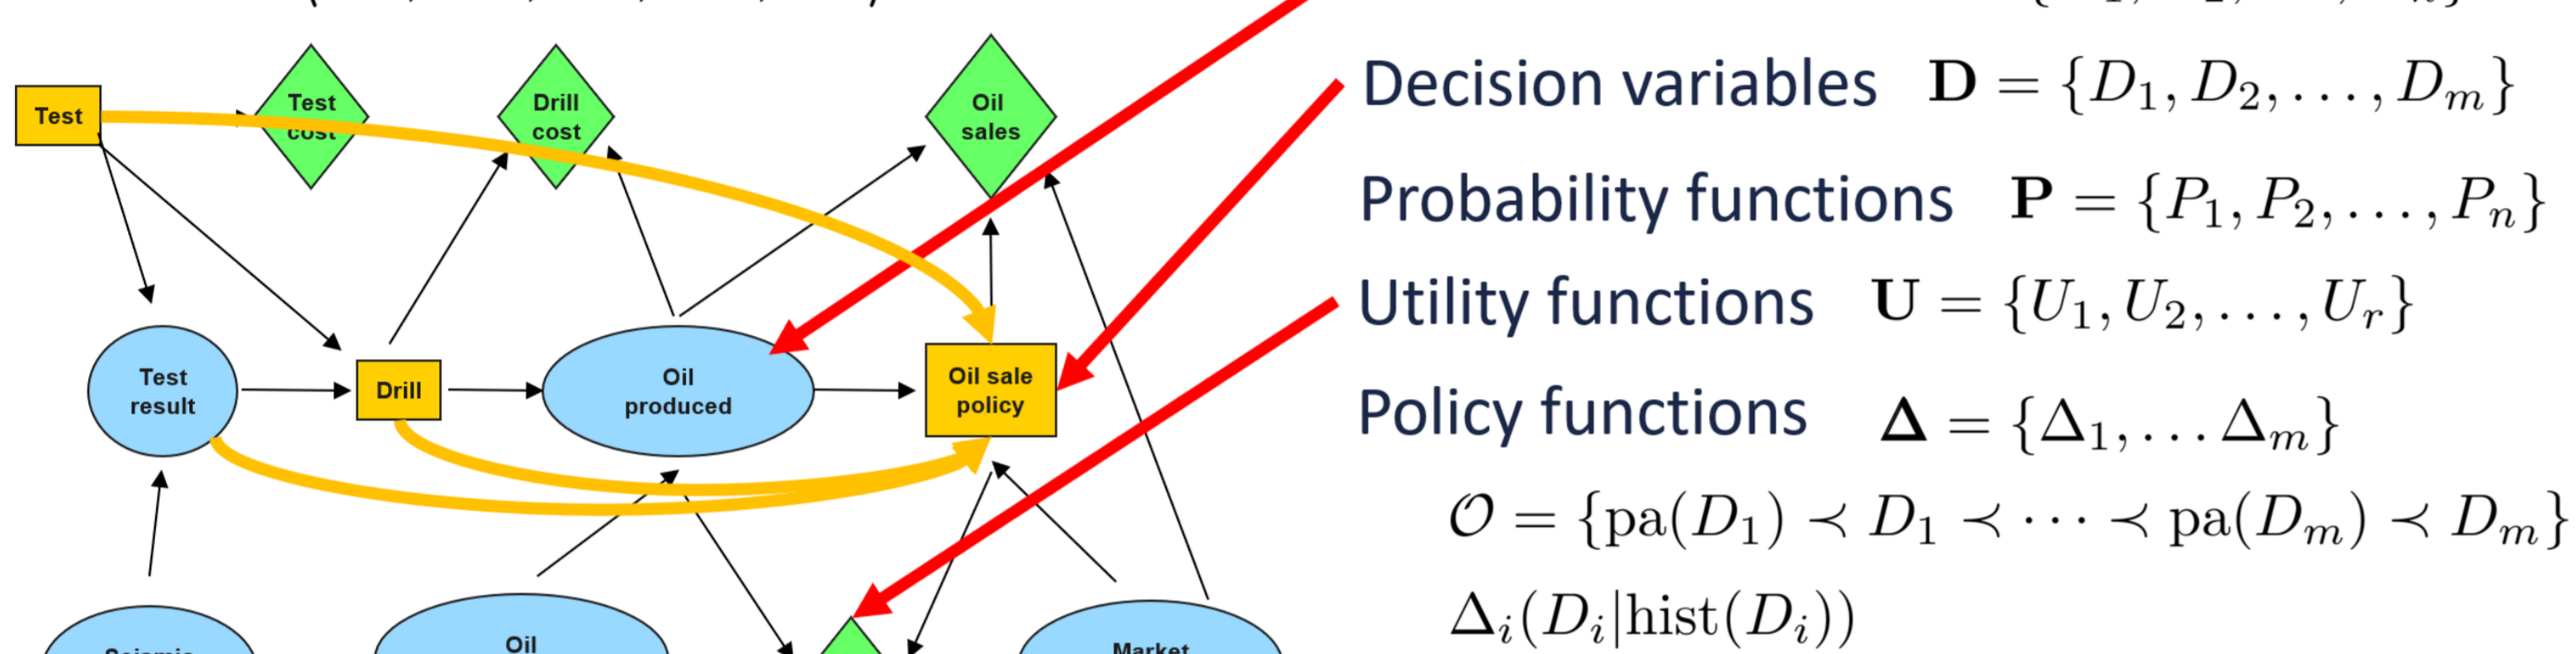 Test
Test
cost
Drill
cost
Oil
sales
Test
result
Drill
Oil
produced
Oil sale
policy
Oil
Market
Decision variables D = {D₁, D₂, . . . , Dₘ}
Probability functions P = {P₁, P₂, . . . , Pₙ}
Utility functions U = {U₁, U₂, . . . , Uᵣ}
Policy functions Δ = {Δ₁, . . . Δₘ}
𝒪 = {pa(D₁) ≺ D₁ ≺ · · · ≺ pa(Dₘ) ≺ Dₘ}
Δᵢ(Dᵢ|hist(Dᵢ))